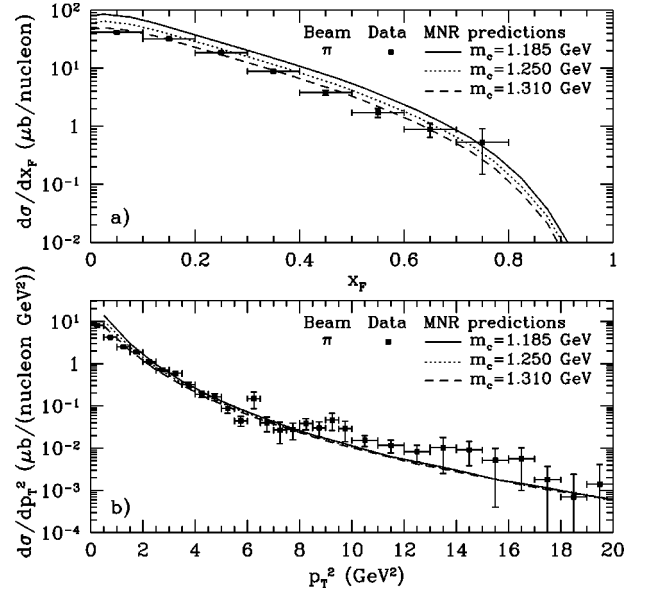 10²
10
1
10⁻¹
10⁻²
dσ/dx_F (μb/nucleon)
Beam Data MNR predictions
π m_c=1.185 GeV
m_c=1.250 GeV
m_c=1.310 GeV
a)
0 0.2 0.4 0.6 0.8 1
x_F
10
1
10⁻¹
10⁻²
10⁻³
10⁻⁴
dσ/dp_T² (μb/(nucleon GeV²))
Beam Data MNR predictions
π m_c=1.185 GeV
m_c=1.250 GeV
m_c=1.310 GeV
b)
0 2 4 6 8 10 12 14 16 18 20
p_T² (GeV²)